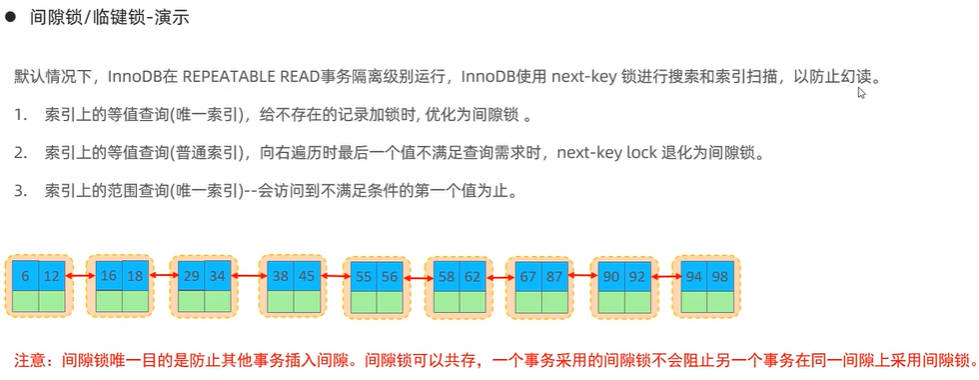 ● 间隙锁/临键锁-演示
默认情况下，InnoDB在 REPEATABLE READ事务隔离级别运行，InnoDB使用 next-key 锁进行搜索和索引扫描，以防止幻读。
1. 索引上的等值查询(唯一索引)，给不存在的记录加锁时, 优化为间隙锁 。
2. 索引上的等值查询(普通索引)，向右遍历时最后一个值不满足查询需求时，next-key lock 退化为间隙锁。
3. 索引上的范围查询(唯一索引)--会访问到不满足条件的第一个值为止。
6 12 16 18 29 34 38 45 55 56 58 62 67 87 90 92 94 98
注意：间隙锁唯一目的是防止其他事务插入间隙。间隙锁可以共存，一个事务采用的间隙锁不会阻止另一个事务在同一间隙上采用间隙锁。